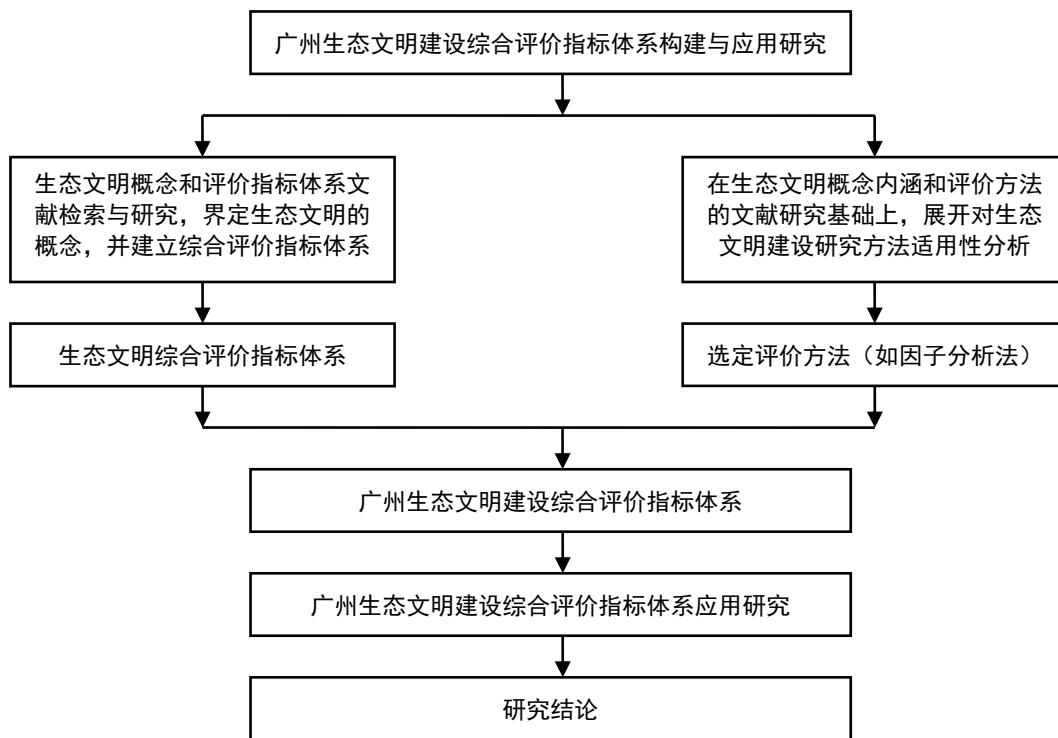 广州生态文明建设综合评价指标体系构建与应用研究
生态文明概念和评价指标体系文
献检索与研究，界定生态文明的
概念，并建立综合评价指标体系
在生态文明概念内涵和评价方法
的文献研究基础上，展开对生态
文明建设研究方法适用性分析
生态文明综合评价指标体系
选定评价方法（如因子分析法）
广州生态文明建设综合评价指标体系
广州生态文明建设综合评价指标体系应用研究
研究结论